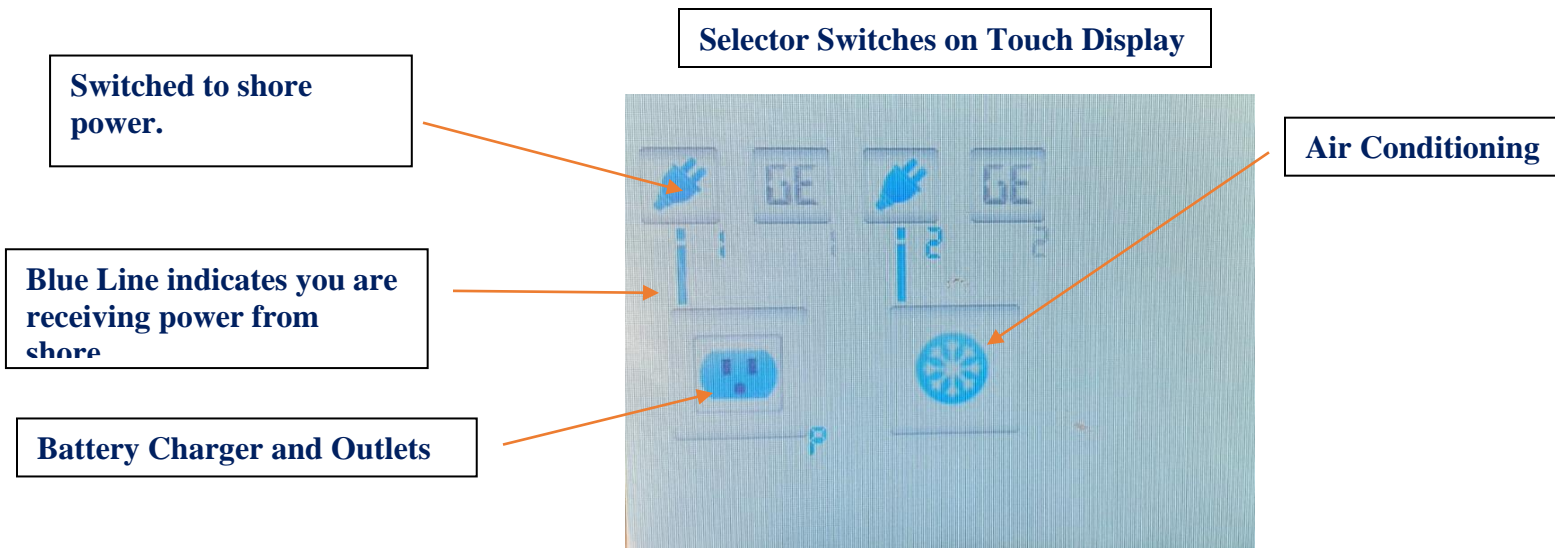 Selector Switches on Touch Display
Switched to shore
power.
Air Conditioning
GE
GE
1
1
2
2
Blue Line indicates you are
receiving power from
shore
Battery Charger and Outlets
P